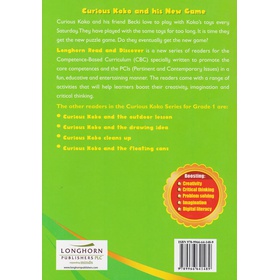 Curious Koko and his New Game
Curious Koko and his friend Bashi love to play with Koko's toys every
Saturday. They have played with the same toys for too long. It is time they
get the new puzzle game. Do they eventually get the new game?
Longhorn Read and Discover is a new series of readers for the
Competence-Based Curriculum (CBC) specially written to promote the
core competences and the PCIs (Pertinent and Contemporary Issues) in a
fun, educative and entertaining manner. The readers come with a range of
activities that will help learners boost their creativity, imagination and
critical thinking.
The other readers in the Curious Koko Series for Grade 1 are:
• Curious Koko and the outdoor lesson
• Curious Koko and the drawing idea
• Curious Koko cleans up
• Curious Koko and the floating cans
Boosting:
Creativity
Critical thinking
Problem solving
Imagination
Digital literacy
LONGHORN
PUBLISHERS PLC